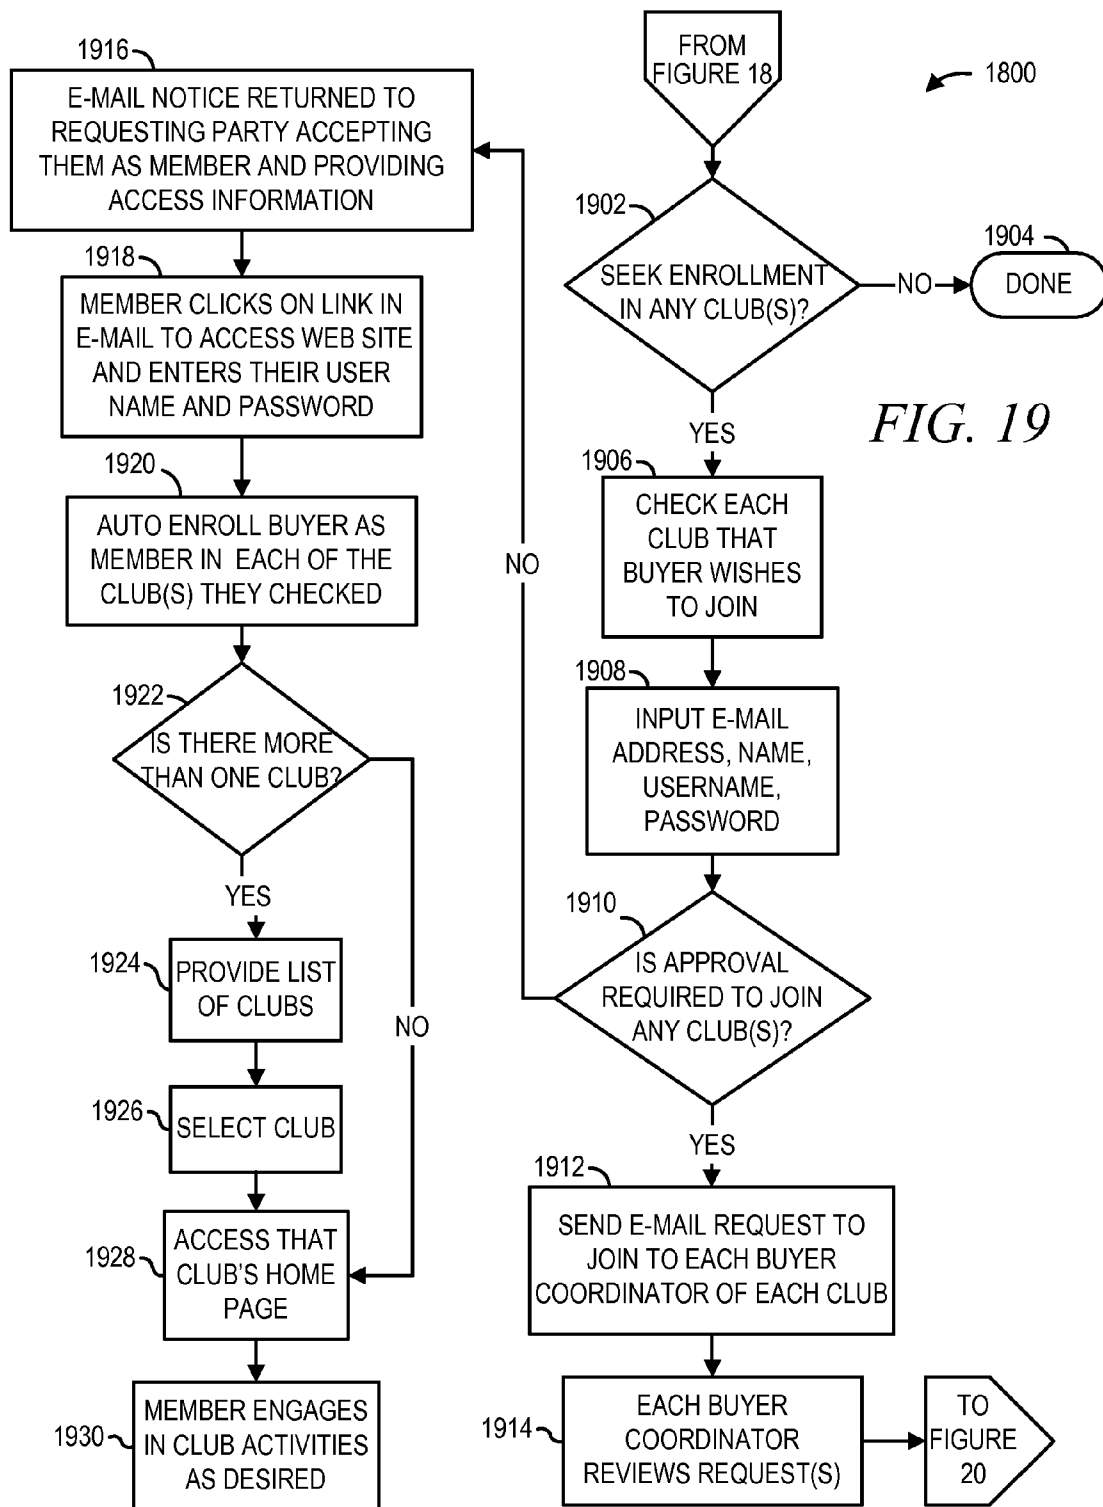 FROM
FIGURE 18
1800
1902
SEEK ENROLLMENT
IN ANY CLUB(S)?
NO
1904
DONE
FIG. 19
YES
1906
CHECK EACH
CLUB THAT
BUYER WISHES
TO JOIN
1908
INPUT E-MAIL
ADDRESS, NAME,
USERNAME,
PASSWORD
1910
IS APPROVAL
REQUIRED TO JOIN
ANY CLUB(S)?
NO
YES
1912
SEND E-MAIL REQUEST TO
JOIN TO EACH BUYER
COORDINATOR OF EACH CLUB
1914
EACH BUYER
COORDINATOR
REVIEWS REQUEST(S)
TO
FIGURE
20
1916
E-MAIL NOTICE RETURNED TO
REQUESTING PARTY ACCEPTING
THEM AS MEMBER AND PROVIDING
ACCESS INFORMATION
1918
MEMBER CLICKS ON LINK IN
E-MAIL TO ACCESS WEB SITE
AND ENTERS THEIR USER
NAME AND PASSWORD
1920
AUTO ENROLL BUYER AS
MEMBER IN EACH OF THE
CLUB(S) THEY CHECKED
1922
IS THERE MORE
THAN ONE CLUB?
YES
NO
1924
PROVIDE LIST
OF CLUBS
1926
SELECT CLUB
1928
ACCESS THAT
CLUB'S HOME
PAGE
1930
MEMBER ENGAGES
IN CLUB ACTIVITIES
AS DESIRED